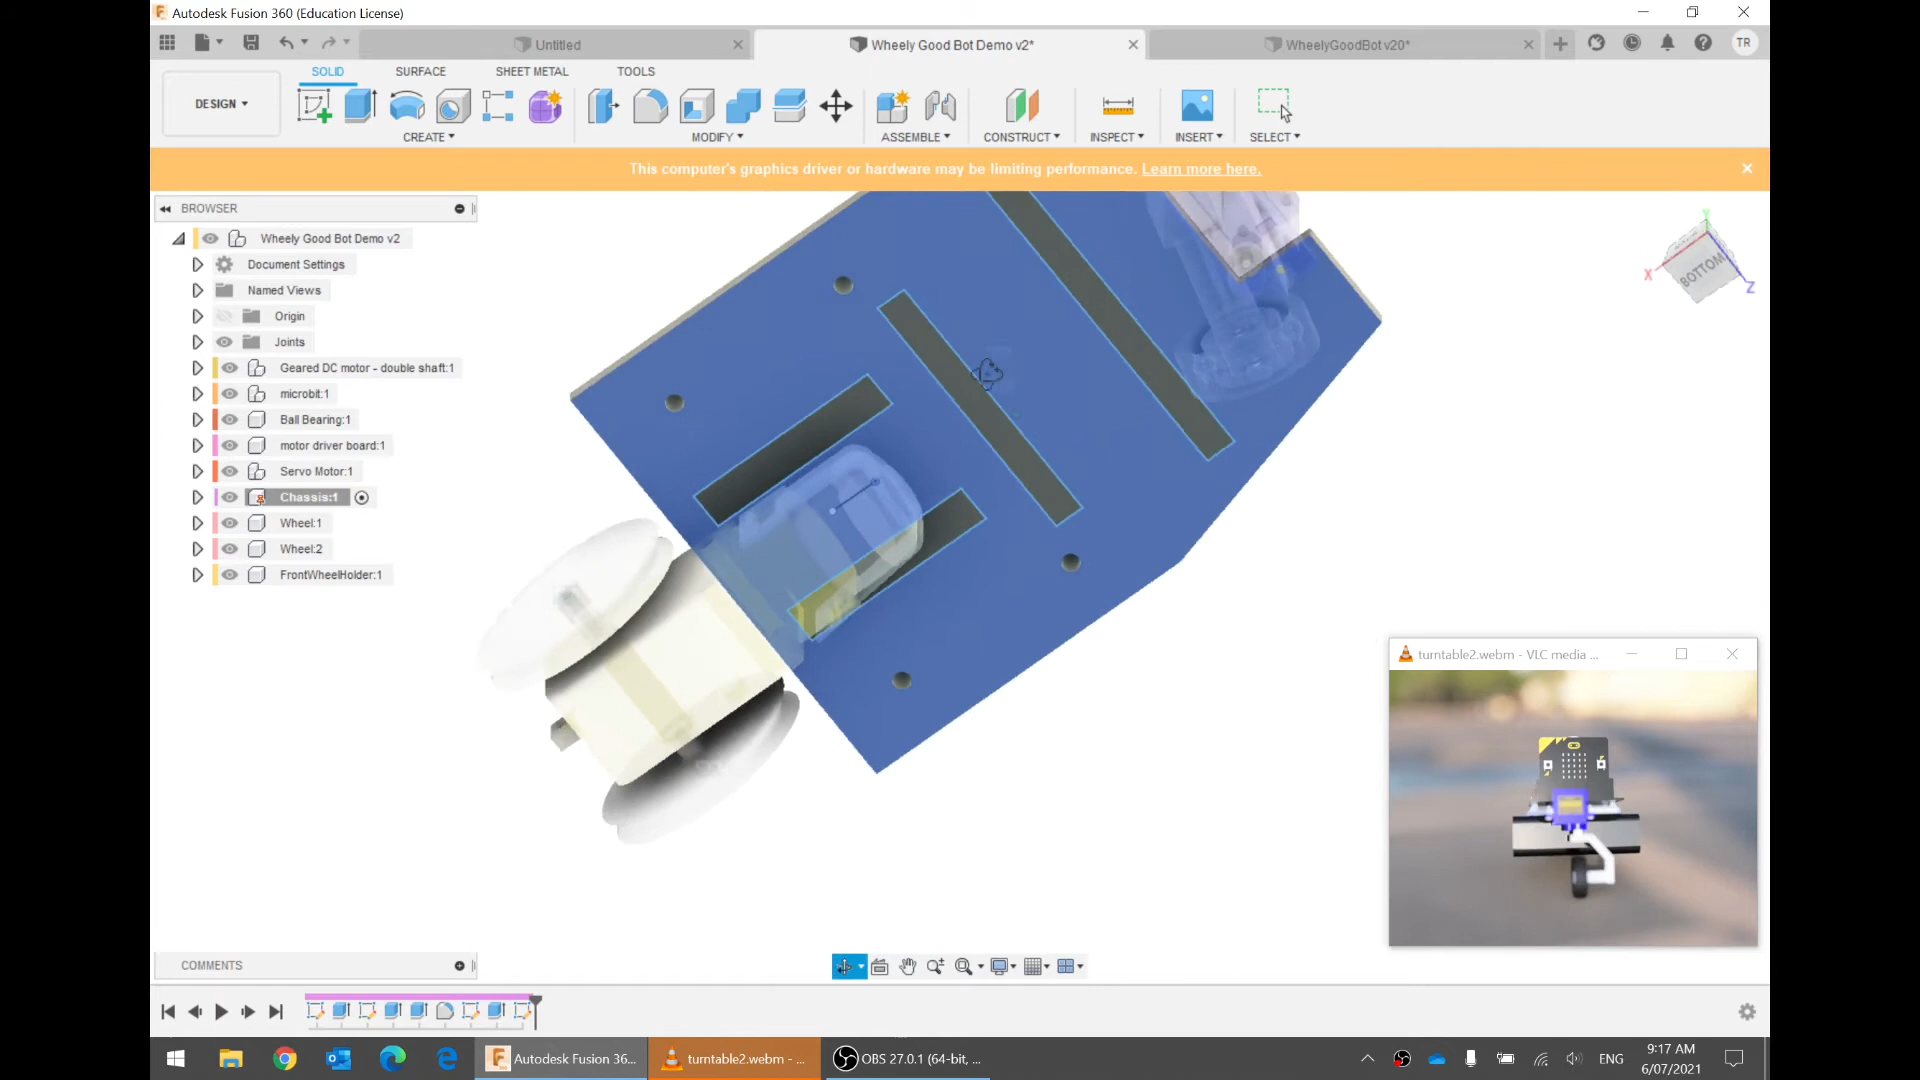 Autodesk Fusion 360 (Education License)
Untitled
Wheely Good Bot Demo v2*
WheelyGoodBot v20*
TR
SOLID SURFACE SHEET METAL TOOLS
DESIGN
CREATE MODIFY ASSEMBLE CONSTRUCT INSPECT INSERT SELECT
This computer's graphics driver or hardware may be limiting performance. Learn more here.
BROWSER
Wheely Good Bot Demo v2
Document Settings
Named Views
Origin
Joints
Geared DC motor - double shaft:1
microbit:1
Ball Bearing:1
motor driver board:1
Servo Motor:1
Chassis:1
Wheel:1
Wheel:2
FrontWheelHolder:1
Y
X
Z
BOTTOM
turntable2.webm - VLC media ...
COMMENTS
Autodesk Fusion 36...
turntable2.webm - ...
OBS 27.0.1 (64-bit, ...
ENG
9:17 AM
6/07/2021